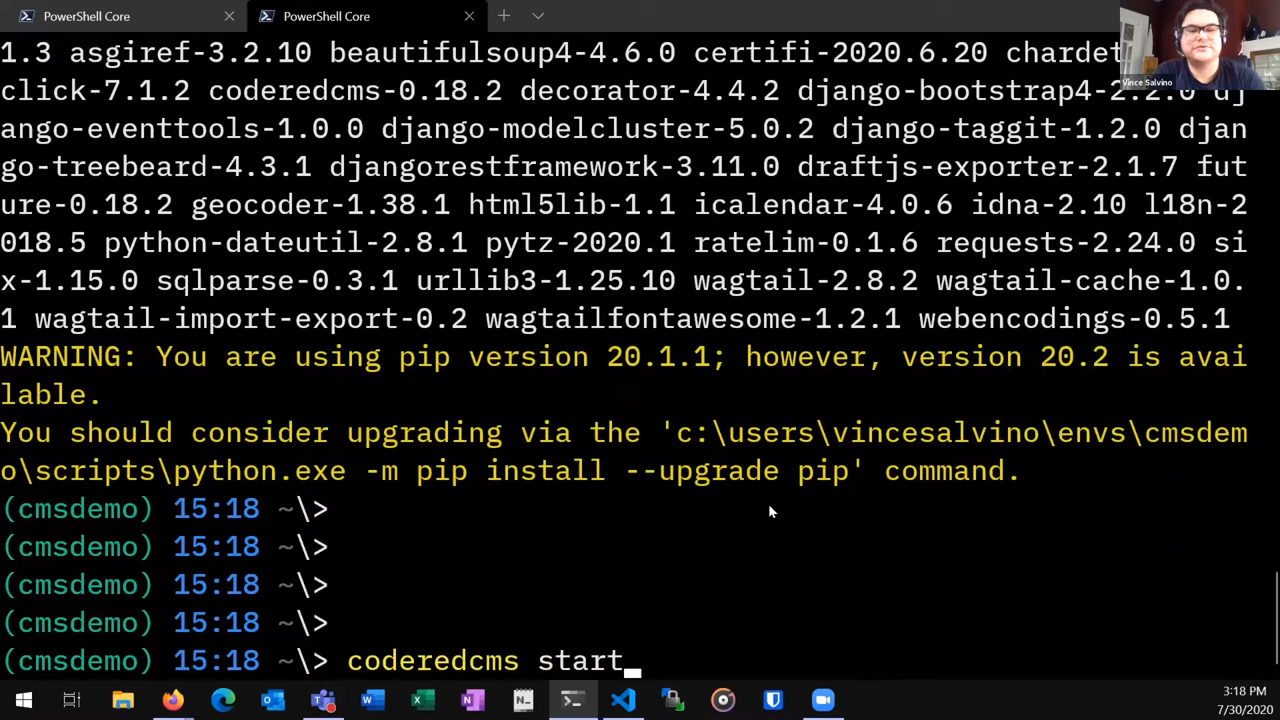 PowerShell Core
PowerShell Core
1.3 asgiref-3.2.10 beautifulsoup4-4.6.0 certifi-2020.6.20 chardet
click-7.1.2 coderedcms-0.18.2 decorator-4.4.2 django-bootstrap4-2.2.0 dj
ango-eventtools-1.0.0 django-modelcluster-5.0.2 django-taggit-1.2.0 djan
go-treebeard-4.3.1 djangorestframework-3.11.0 draftjs-exporter-2.1.7 fut
ure-0.18.2 geocoder-1.38.1 html5lib-1.1 icalendar-4.0.6 idna-2.10 l18n-2
018.5 python-dateutil-2.8.1 pytz-2020.1 ratelim-0.1.6 requests-2.24.0 si
x-1.15.0 sqlparse-0.3.1 urllib3-1.25.10 wagtail-2.8.2 wagtail-cache-1.0.
1 wagtail-import-export-0.2 wagtailfontawesome-1.2.1 webencodings-0.5.1
WARNING: You are using pip version 20.1.1; however, version 20.2 is avai
lable.
You should consider upgrading via the 'c:\users\vincesalvino\envs\cmsdem
o\scripts\python.exe -m pip install --upgrade pip' command.
(cmsdemo) 15:18 ~\>
(cmsdemo) 15:18 ~\>
(cmsdemo) 15:18 ~\>
(cmsdemo) 15:18 ~\>
(cmsdemo) 15:18 ~\> coderedcms start
Vince Salvino
3:18 PM
7/30/2020